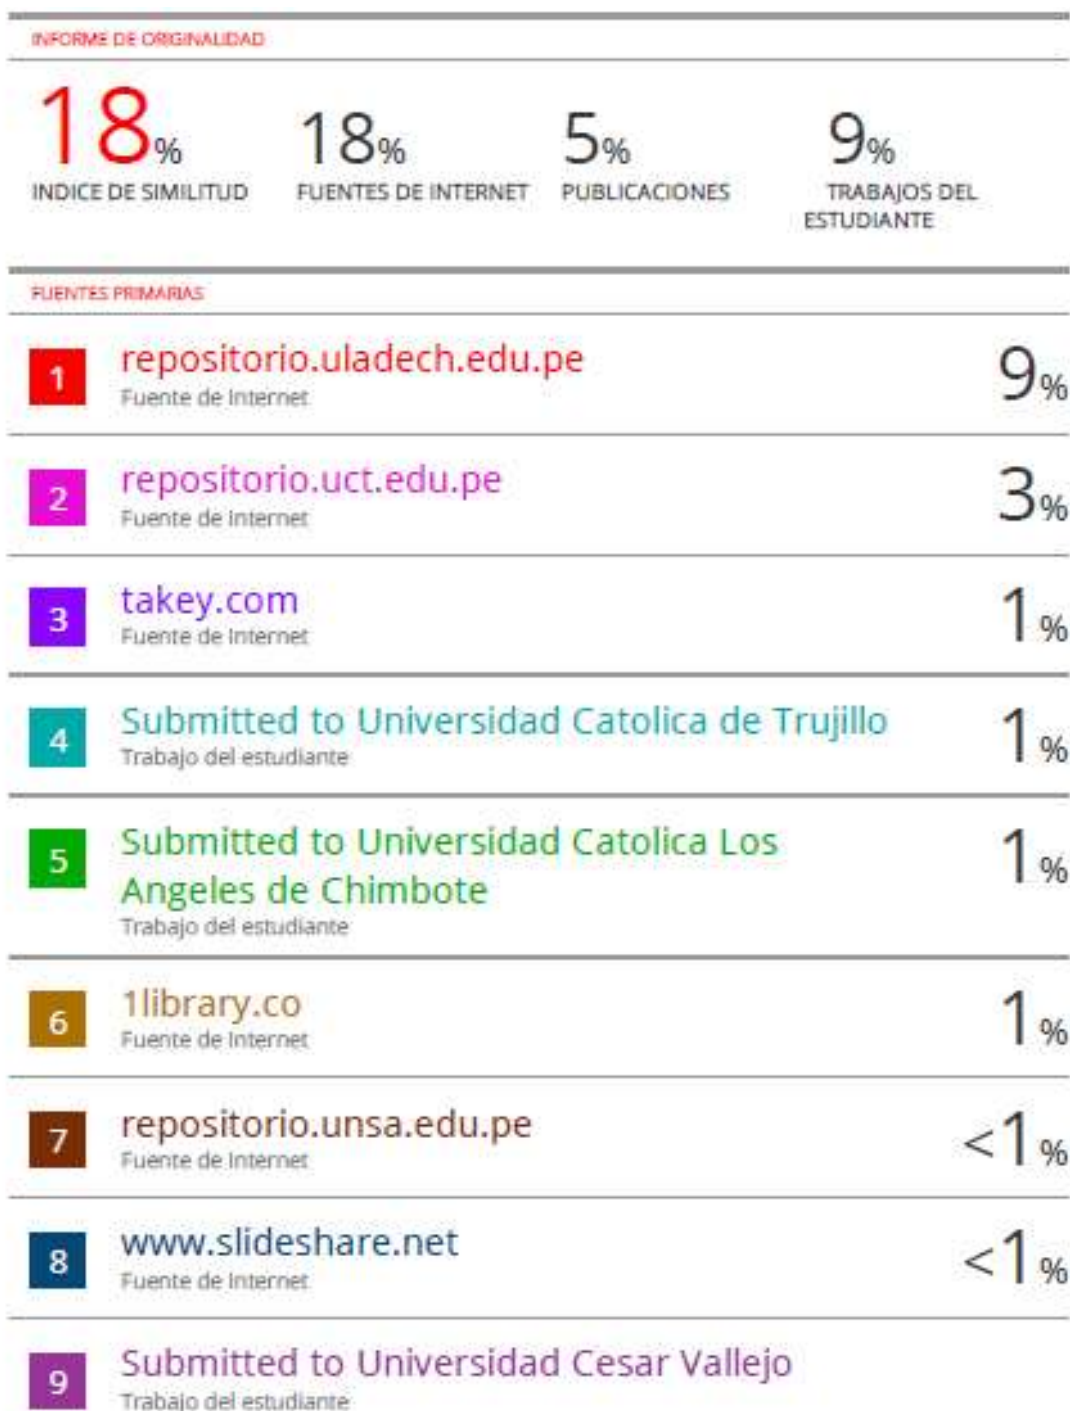 INFORME DE ORIGINALIDAD
18% 18% 5% 9%
INDICE DE SIMILITUD FUENTES DE INTERNET PUBLICACIONES TRABAJOS DEL
ESTUDIANTE
FUENTES PRIMARIAS
1 repositorio.uladech.edu.pe 9%
Fuente de Internet
2 repositorio.uct.edu.pe 3%
Fuente de Internet
3 takey.com 1%
Fuente de Internet
4 Submitted to Universidad Catolica de Trujillo 1%
Trabajo del estudiante
5 Submitted to Universidad Catolica Los 1%
Angeles de Chimbote
Trabajo del estudiante
6 1library.co 1%
Fuente de Internet
7 repositorio.unsa.edu.pe <1%
Fuente de Internet
8 www.slideshare.net <1%
Fuente de Internet
9 Submitted to Universidad Cesar Vallejo
Trabajo del estudiante